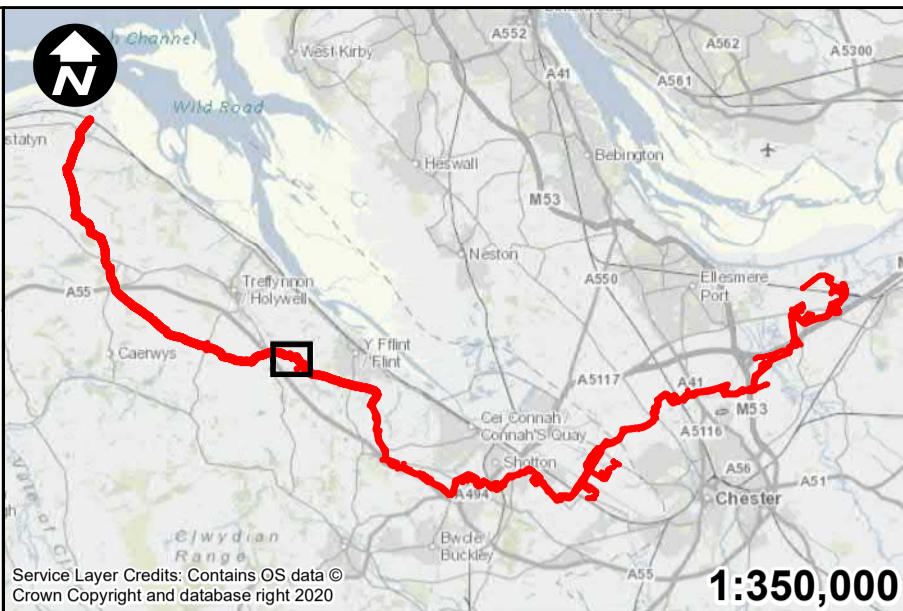 N
Channel
A552
A562
A5300
West Kirby
A41
A561
Wild Road
statyn
Heswall
Bebington
M53
Neston
A550
Ellesmere
Port
Treffynnon
/ Holywell
A55
Caerwys
Y Fflint
/ Flint
A5117
A41
M53
Cei Connah /
Connah'S Quay
A5116
Shotton
A56
A51
A494
Chester
Clwydian
Range
Bwcle/
Buckley
A55
Service Layer Credits: Contains OS data ©
Crown Copyright and database right 2020
1:350,000